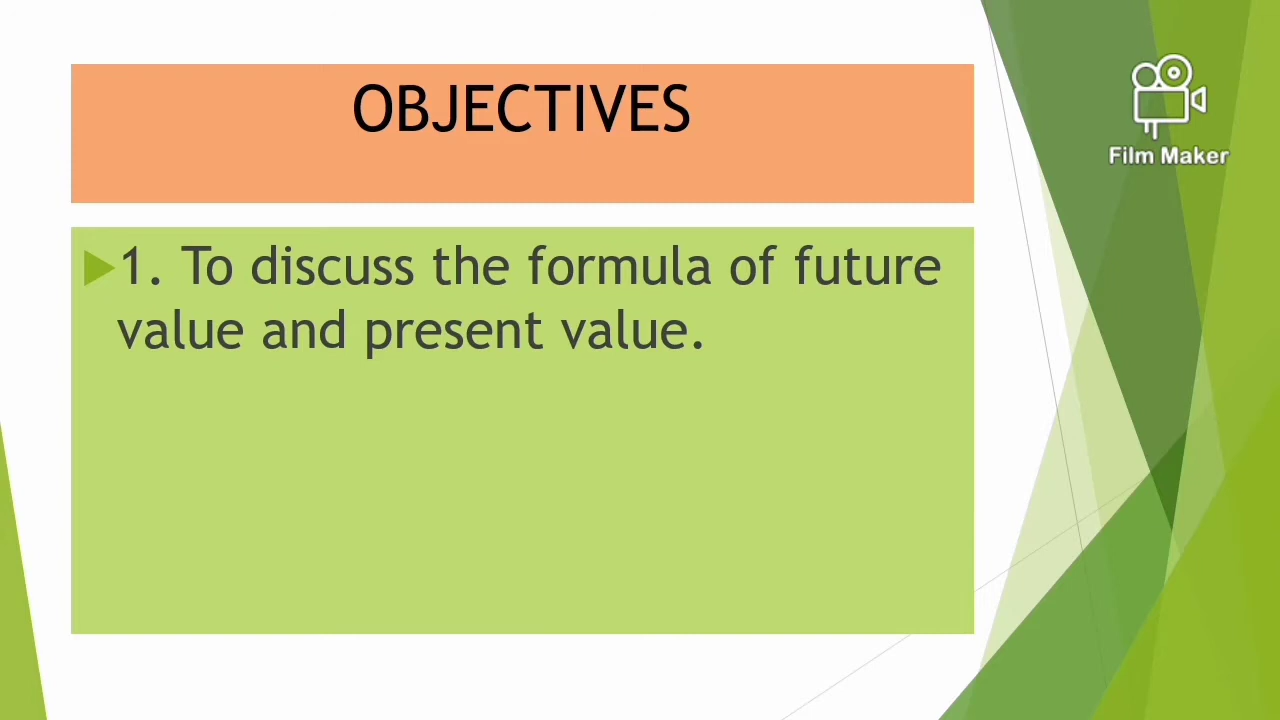 OBJECTIVES
Film Maker
1. To discuss the formula of future
value and present value.